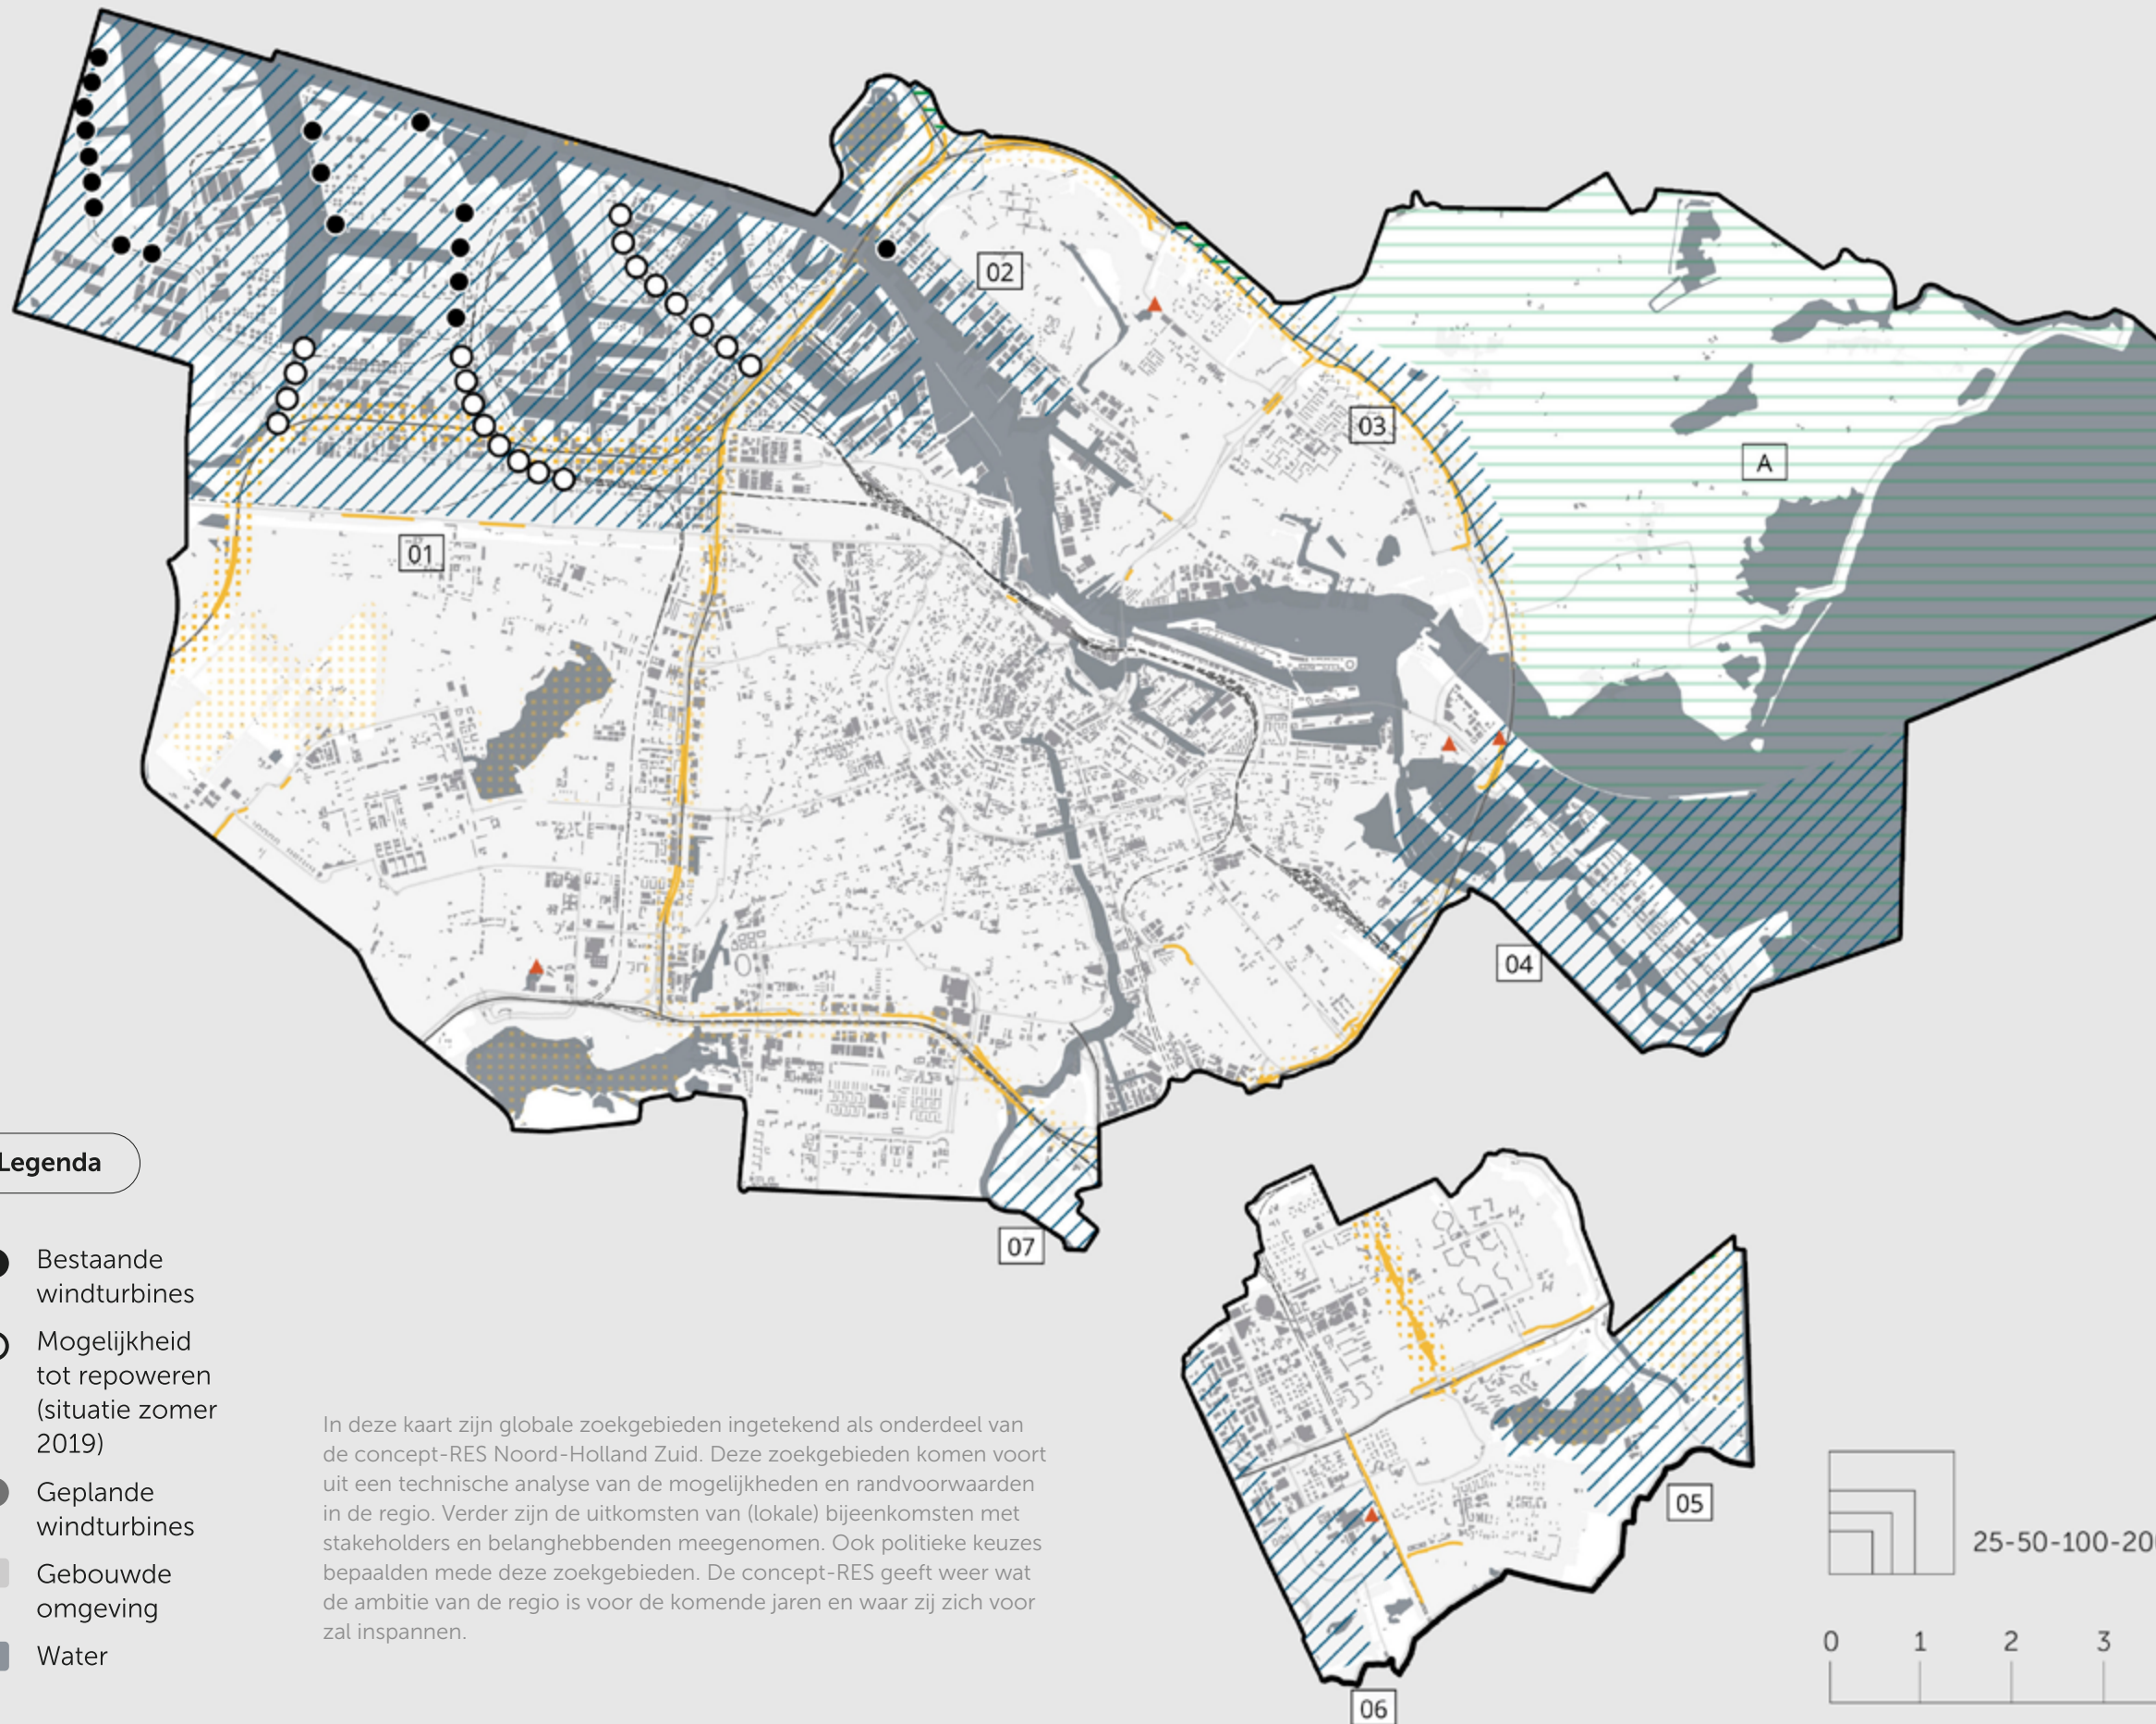 02
03
A
01
04
07
Legenda
Bestaande
windturbines
Mogelijkheid
tot repoweren
(situatie zomer
2019)
Geplande
windturbines
Gebouwde
omgeving
Water
In deze kaart zijn globale zoekgebieden ingetekend als onderdeel van
de concept-RES Noord-Holland Zuid. Deze zoekgebieden komen voort
uit een technische analyse van de mogelijkheden en randvoorwaarden
in de regio. Verder zijn de uitkomsten van (lokale) bijeenkomsten met
stakeholders en belanghebbenden meegenomen. Ook politieke keuzes
bepaalden mede deze zoekgebieden. De concept-RES geeft weer wat
de ambitie van de regio is voor de komende jaren en waar zij zich voor
zal inspannen.
05
06
25-50-100-20
0 1 2 3